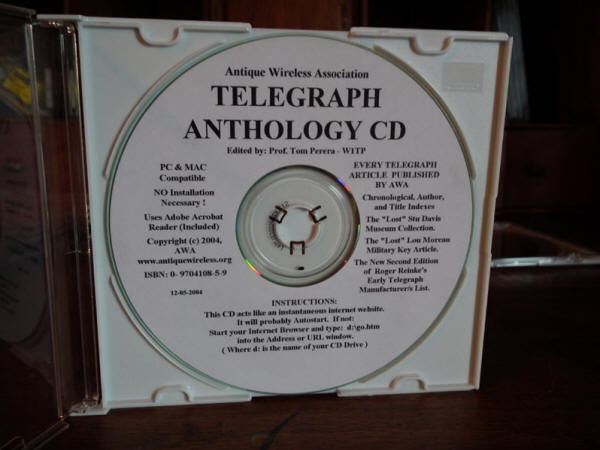 Antique Wireless Association
TELEGRAPH
ANTHOLOGY CD
Edited by: Prof. Tom Perera - W1TP
PC & MAC
Compatible
NO Installation
Necessary !
Uses Adobe Acrobat
Reader (Included)
Copyright (c) 2004,
AWA
www.antiquewireless.org
ISBN: 0- 9704108-5-9
12-05-2004
EVERY TELEGRAPH
ARTICLE PUBLISHED
BY AWA
Chronological, Author,
and Title Indexes
The "Lost" Stu Davis
Museum Collection.
The "Lost" Lou Moreau
Military Key Article.
The New Second Edition
of Roger Reinke's
Early Telegraph
Manufacturer/s List.
INSTRUCTIONS:
This CD acts like an instantaneous internet website.
It will probably Autostart. If not:
Start your Internet Browser and type: d:\go.htm
into the Address or URL window.
( Where d: is the name of your CD Drive )